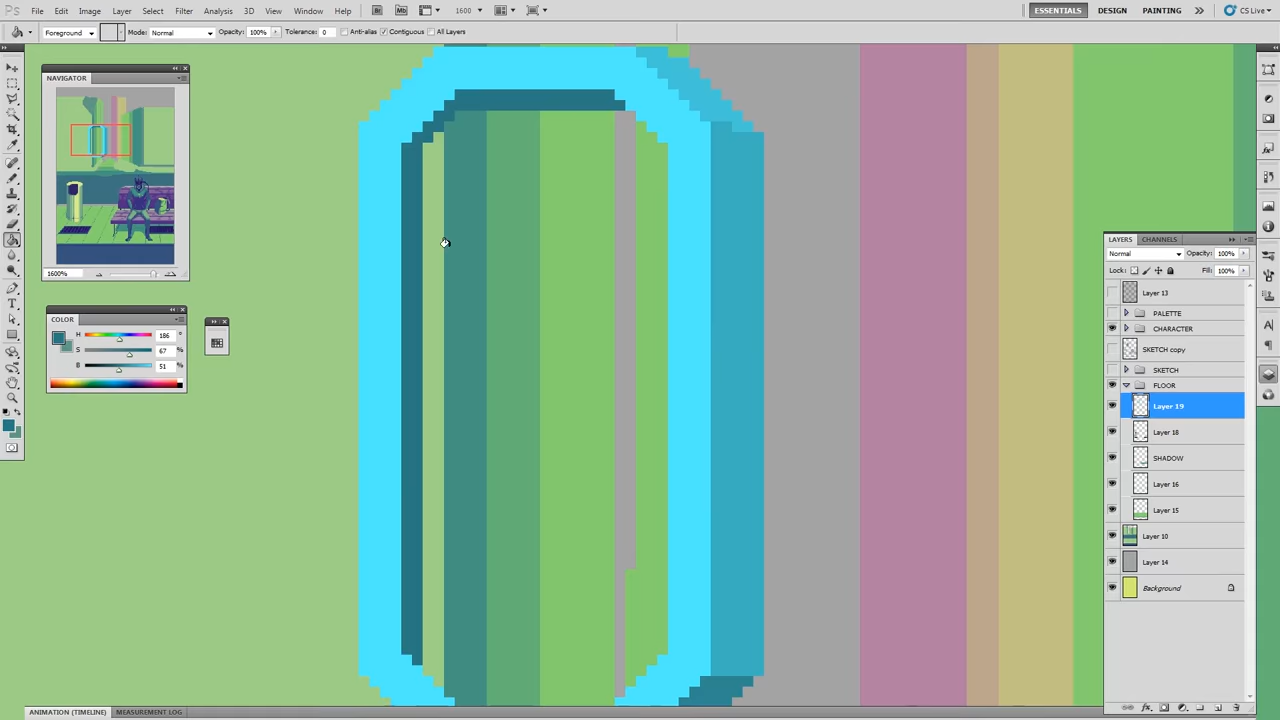 Ps File Edit Image Layer Select Filter Analysis 3D View Window Help Br Mb 1600 ESSENTIALS DESIGN PAINTING CS Live
Foreground Mode: Normal Opacity: 100% Tolerance: 0 Anti-alias Contiguous All Layers
NAVIGATOR
1600%
COLOR
H 186 °
S 67 %
B 51 %
LAYERS CHANNELS
Normal Opacity: 100%
Lock: Fill: 100%
Layer 13
PALETTE
CHARACTER
SKETCH copy
SKETCH
FLOOR
Layer 19
Layer 18
SHADOW
Layer 16
Layer 15
Layer 10
Layer 14
Background
ANIMATION (TIMELINE) MEASUREMENT LOG